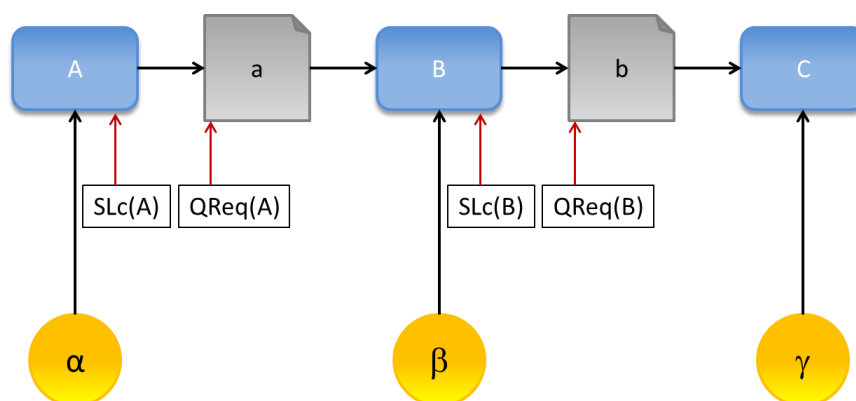 A
a
B
b
C
SLc(A)
QReq(A)
SLc(B)
QReq(B)
α
β
γ